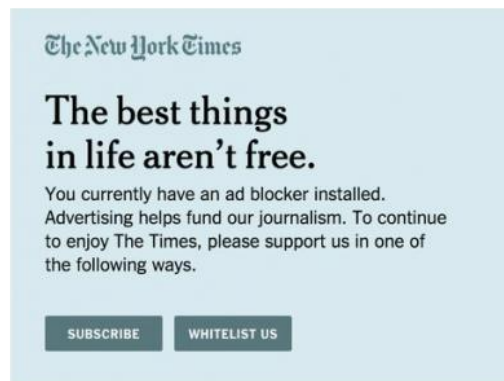 The New York Times
The best things
in life aren’t free.
You currently have an ad blocker installed.
Advertising helps fund our journalism. To continue
to enjoy The Times, please support us in one of
the following ways.
SUBSCRIBE WHITELIST US